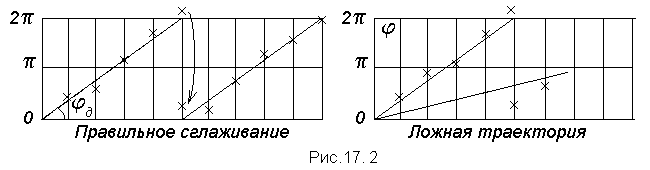 2π
π
0
φд
Правильное сглаживание
2π
π
0
φ
Ложная траектория
Рис.17. 2